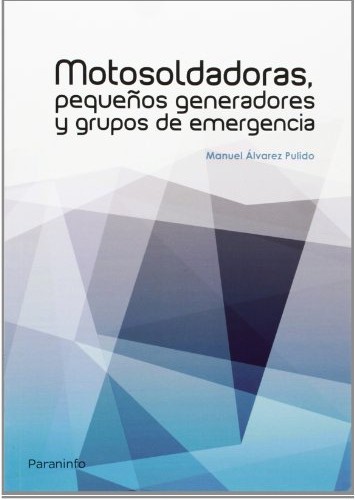 Motosoldadoras,
pequeños generadores
y grupos de emergencia
Manuel Álvarez Pulido
Paraninfo